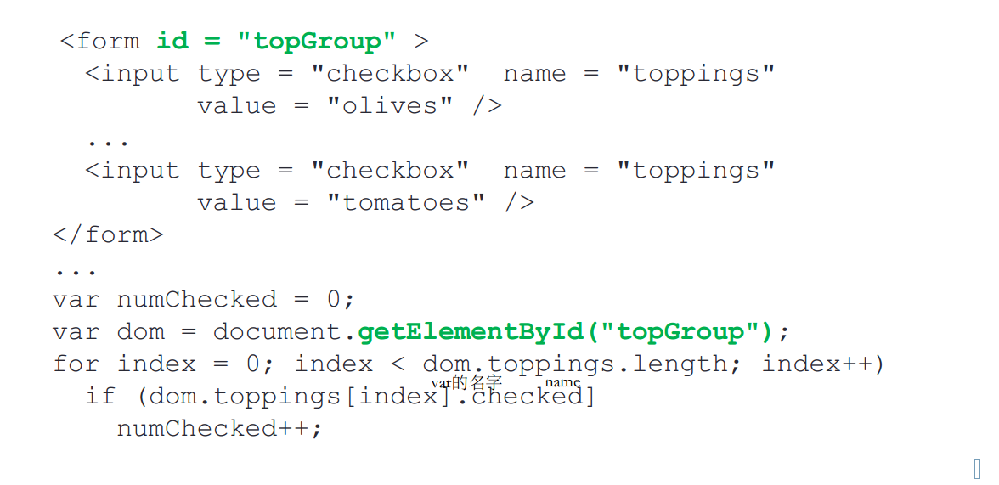 <form id = "topGroup" >
<input type = "checkbox" name = "toppings"
value = "olives" />
...
<input type = "checkbox" name = "toppings"
value = "tomatoes" />
</form>
...
var numChecked = 0;
var dom = document.getElementById("topGroup");
for index = 0; index < dom.toppings.length; index++)
var的名字 name
if (dom.toppings[index].checked]
numChecked++;